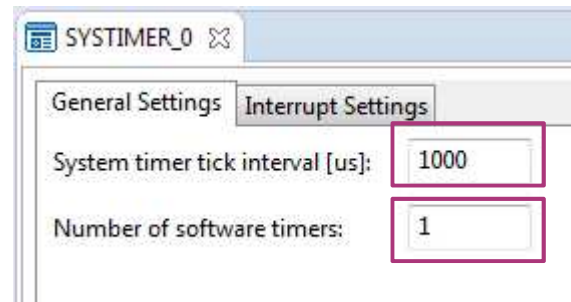 SYSTIMER_0
General Settings Interrupt Settings
System timer tick interval [us]: 1000
Number of software timers: 1